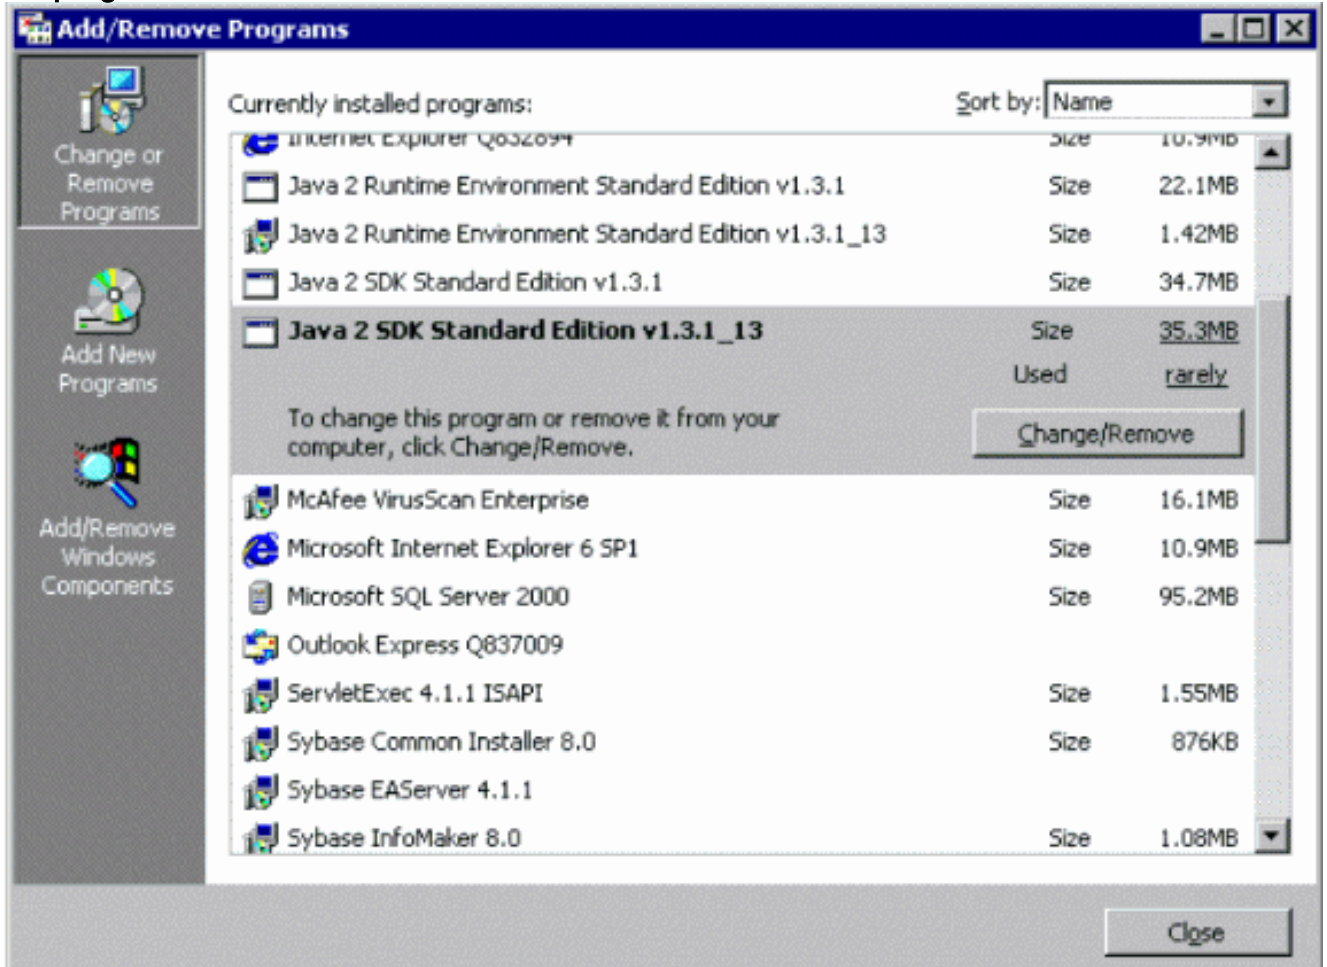 Add/Remove Programs
Change or
Remove
Programs
Add New
Programs
Add/Remove
Windows
Components
Currently installed programs:
Sort by: Name
Internet Explorer Q832894 Size 10.9MB
Java 2 Runtime Environment Standard Edition v1.3.1 Size 22.1MB
Java 2 Runtime Environment Standard Edition v1.3.1_13 Size 1.42MB
Java 2 SDK Standard Edition v1.3.1 Size 34.7MB
Java 2 SDK Standard Edition v1.3.1_13 Size 35.3MB
Used rarely
To change this program or remove it from your
computer, click Change/Remove.
Change/Remove
McAfee VirusScan Enterprise Size 16.1MB
Microsoft Internet Explorer 6 SP1 Size 10.9MB
Microsoft SQL Server 2000 Size 95.2MB
Outlook Express Q837009
ServletExec 4.1.1 ISAPI Size 1.55MB
Sybase Common Installer 8.0 Size 876KB
Sybase EAServer 4.1.1
Sybase InfoMaker 8.0 Size 1.08MB
Close